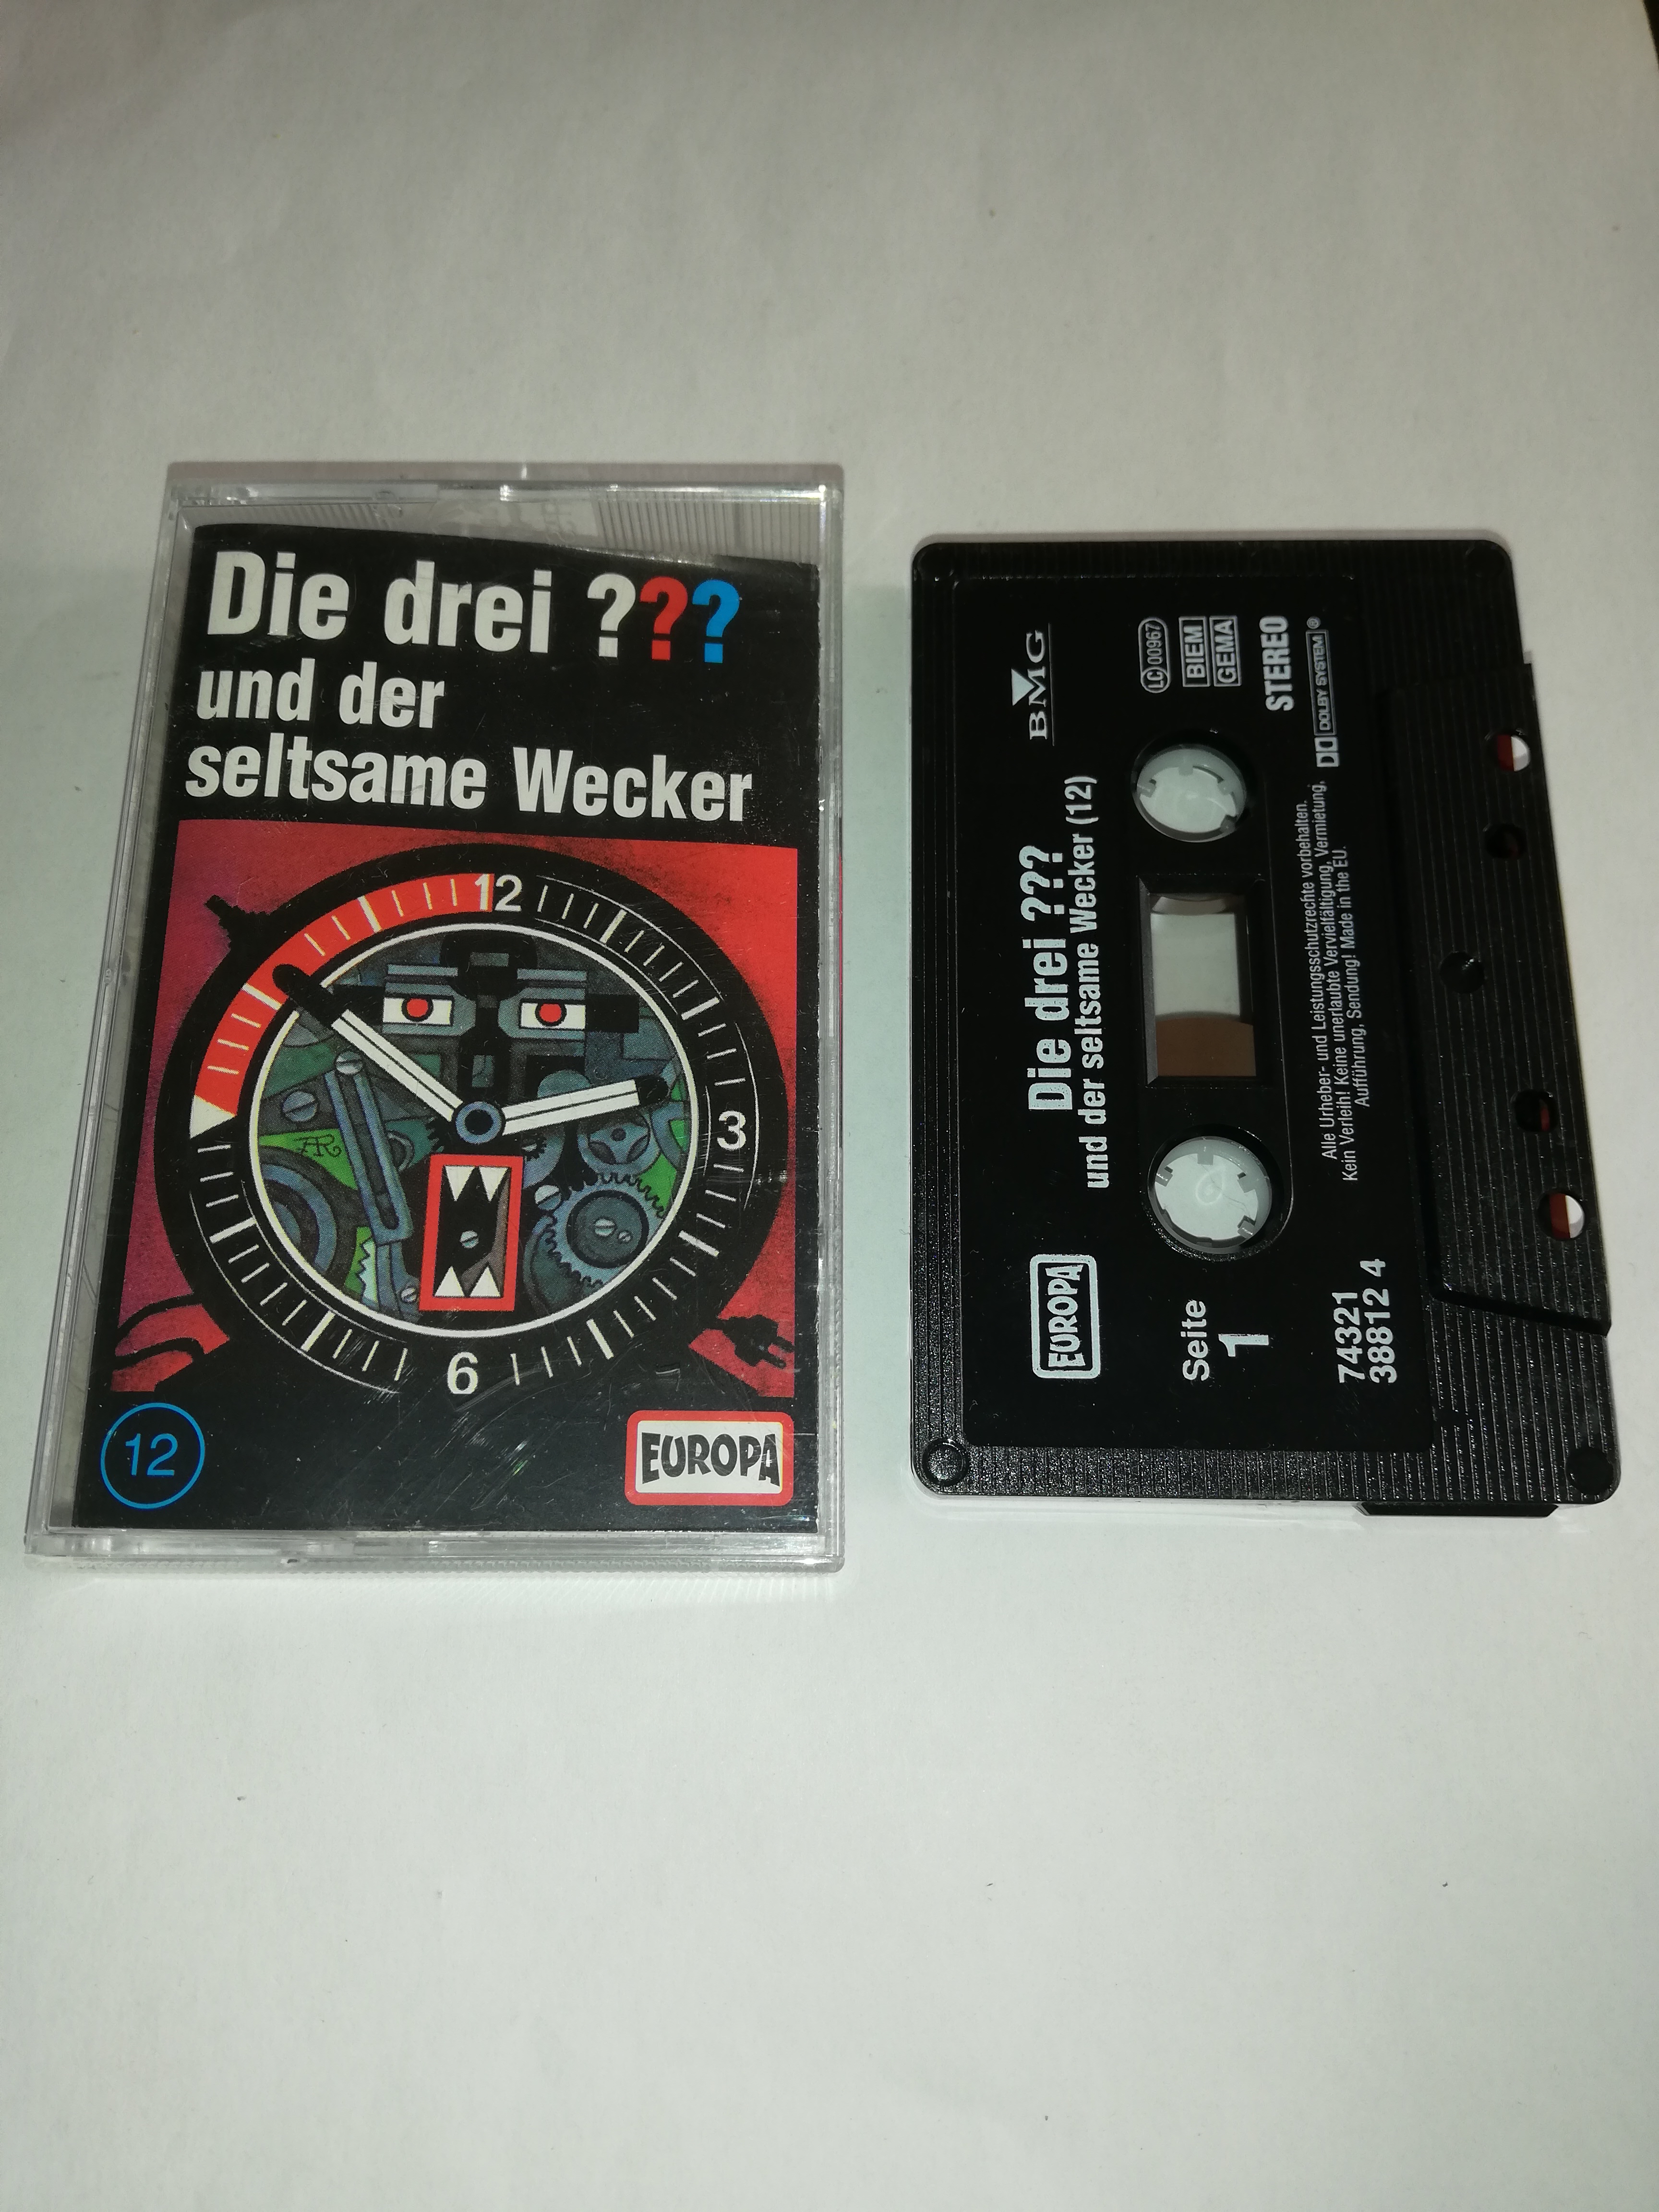 Die drei ???
und der
seltsame Wecker
12
3
6
AR
12
EUROPA
BMG
LC 00967
BIEM
GEMA
STEREO
DOLBY SYSTEM ®
Die drei ???
und der seltsame Wecker (12)
EUROPA
Seite
1
74321
38812 4
Alle Urheber- und Leistungsschutzrechte vorbehalten.
Kein Verleih! Keine unerlaubte Vervielfältigung, Vermietung,
Aufführung, Sendung! Made in the EU.